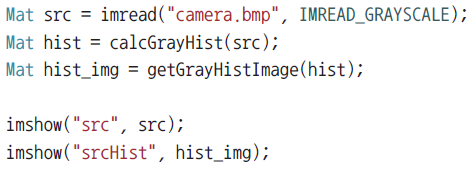 Mat src = imread("camera.bmp", IMREAD_GRAYSCALE);
Mat hist = calcGrayHist(src);
Mat hist_img = getGrayHistImage(hist);
imshow("src", src);
imshow("srcHist", hist_img);